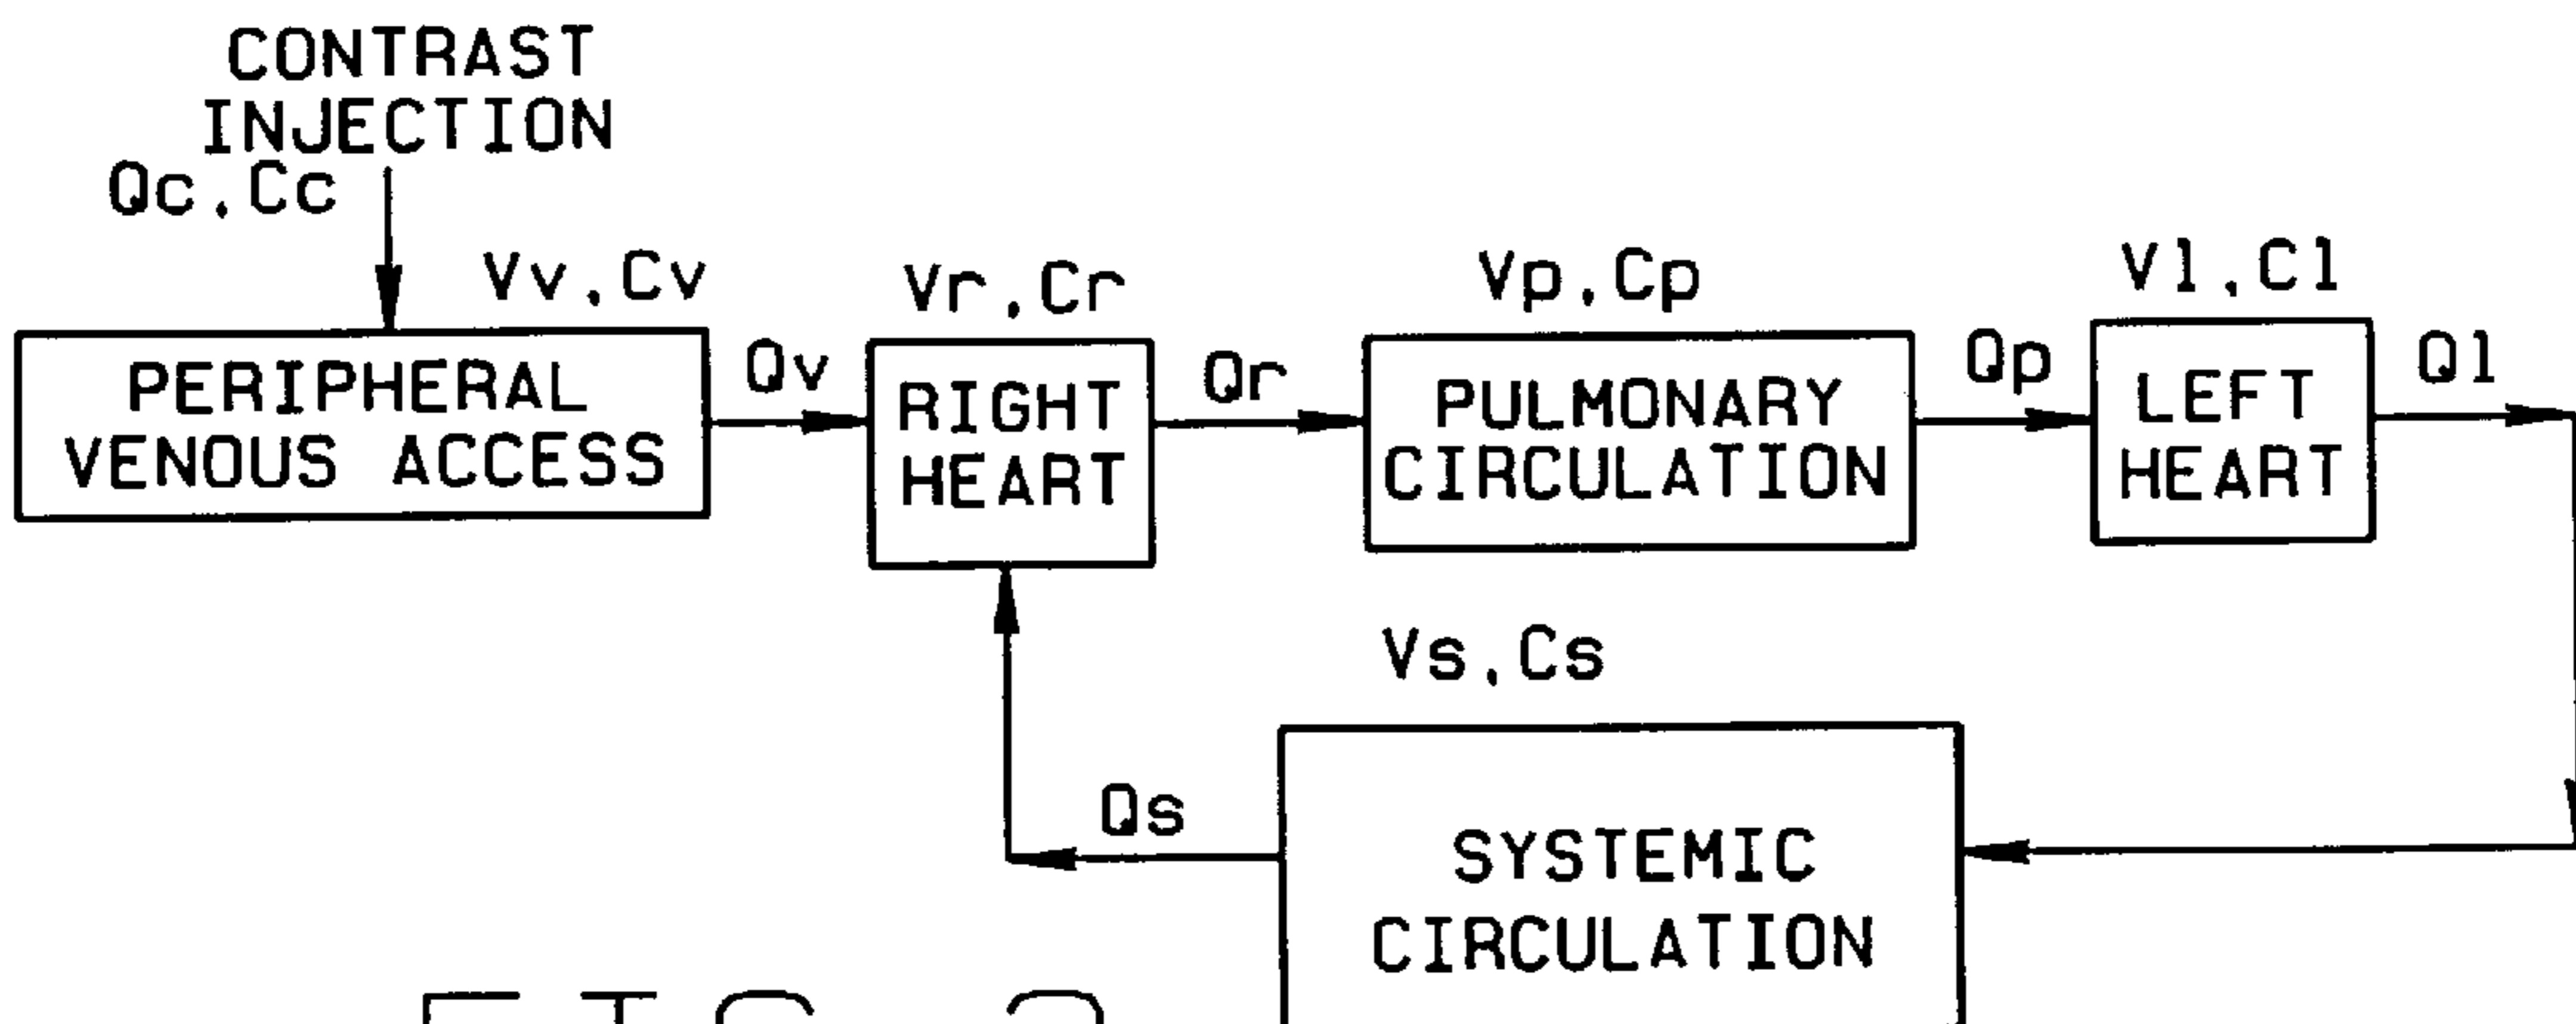 CONTRAST
INJECTION
Qc,Cc
Vv,Cv
Vr,Cr
Vp,Cp
Vl,Cl
PERIPHERAL
VENOUS ACCESS
Qv
RIGHT
HEART
Qr
PULMONARY
CIRCULATION
Qp
LEFT
HEART
Ql
Vs,Cs
Qs
SYSTEMIC
CIRCULATION